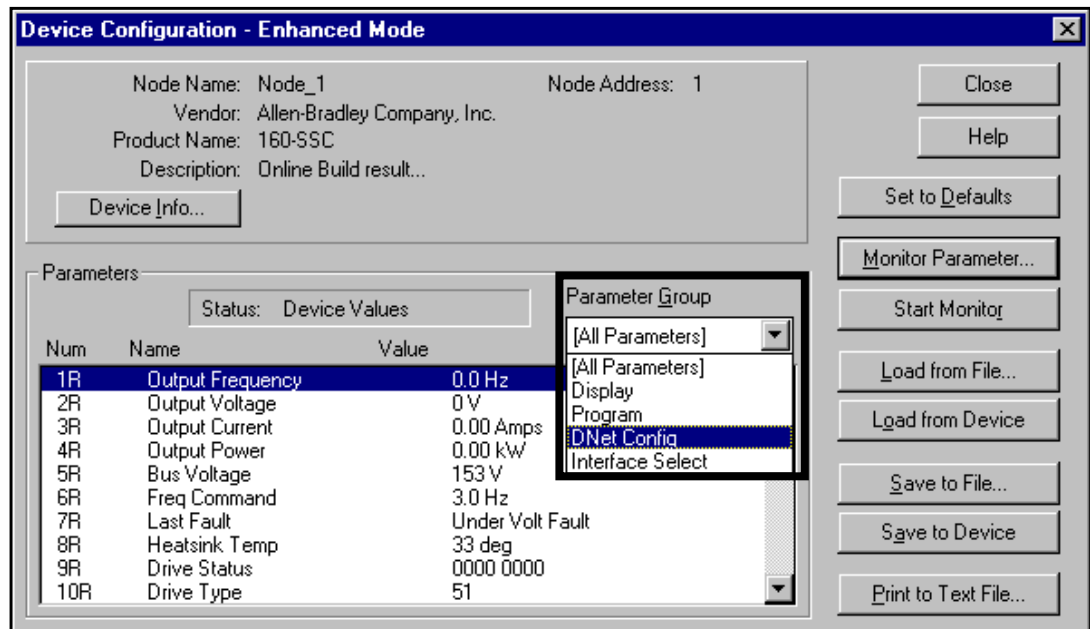 Device Configuration - Enhanced Mode
Node Name: Node_1 Node Address: 1
Vendor: Allen-Bradley Company, Inc.
Product Name: 160-SSC
Description: Online Build result...
Device Info...
Close
Help
Set to Defaults
Monitor Parameter...
Start Monitor
Load from File...
Load from Device
Save to File...
Save to Device
Print to Text File...
Parameters
Status: Device Values
Parameter Group
[All Parameters]
[All Parameters]
Display
Program
DNet Config
Interface Select
Num Name Value
1R Output Frequency 0.0 Hz
2R Output Voltage 0 V
3R Output Current 0.00 Amps
4R Output Power 0.00 kW
5R Bus Voltage 153 V
6R Freq Command 3.0 Hz
7R Last Fault Under Volt Fault
8R Heatsink Temp 33 deg
9R Drive Status 0000 0000
10R Drive Type 51